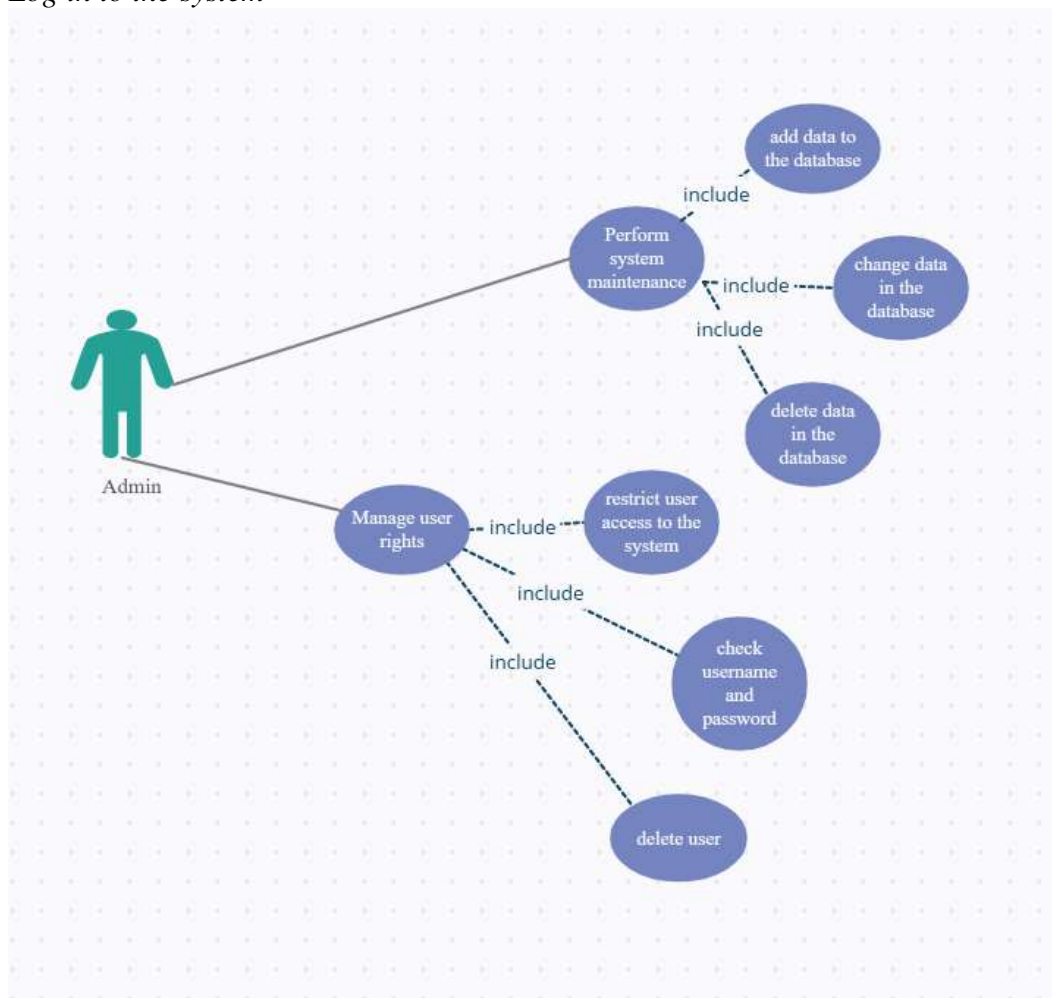 Log in to the system
add data to
the database
include
Perform
system
maintenance
include
change data
in the
database
include
delete data
in the
database
Admin
Manage user
rights
include
restrict user
access to the
system
include
check
username
and
password
include
delete user